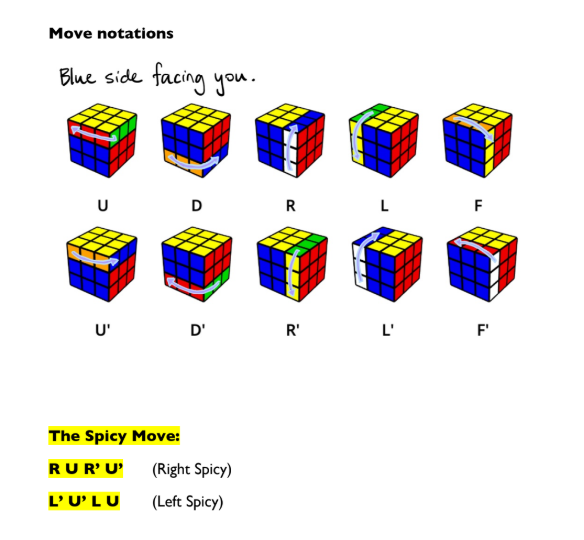 Move notations
Blue side facing you.
U D R L F
U' D' R' L' F'
The Spicy Move:
R U R’ U’ (Right Spicy)
L’ U’ L U (Left Spicy)